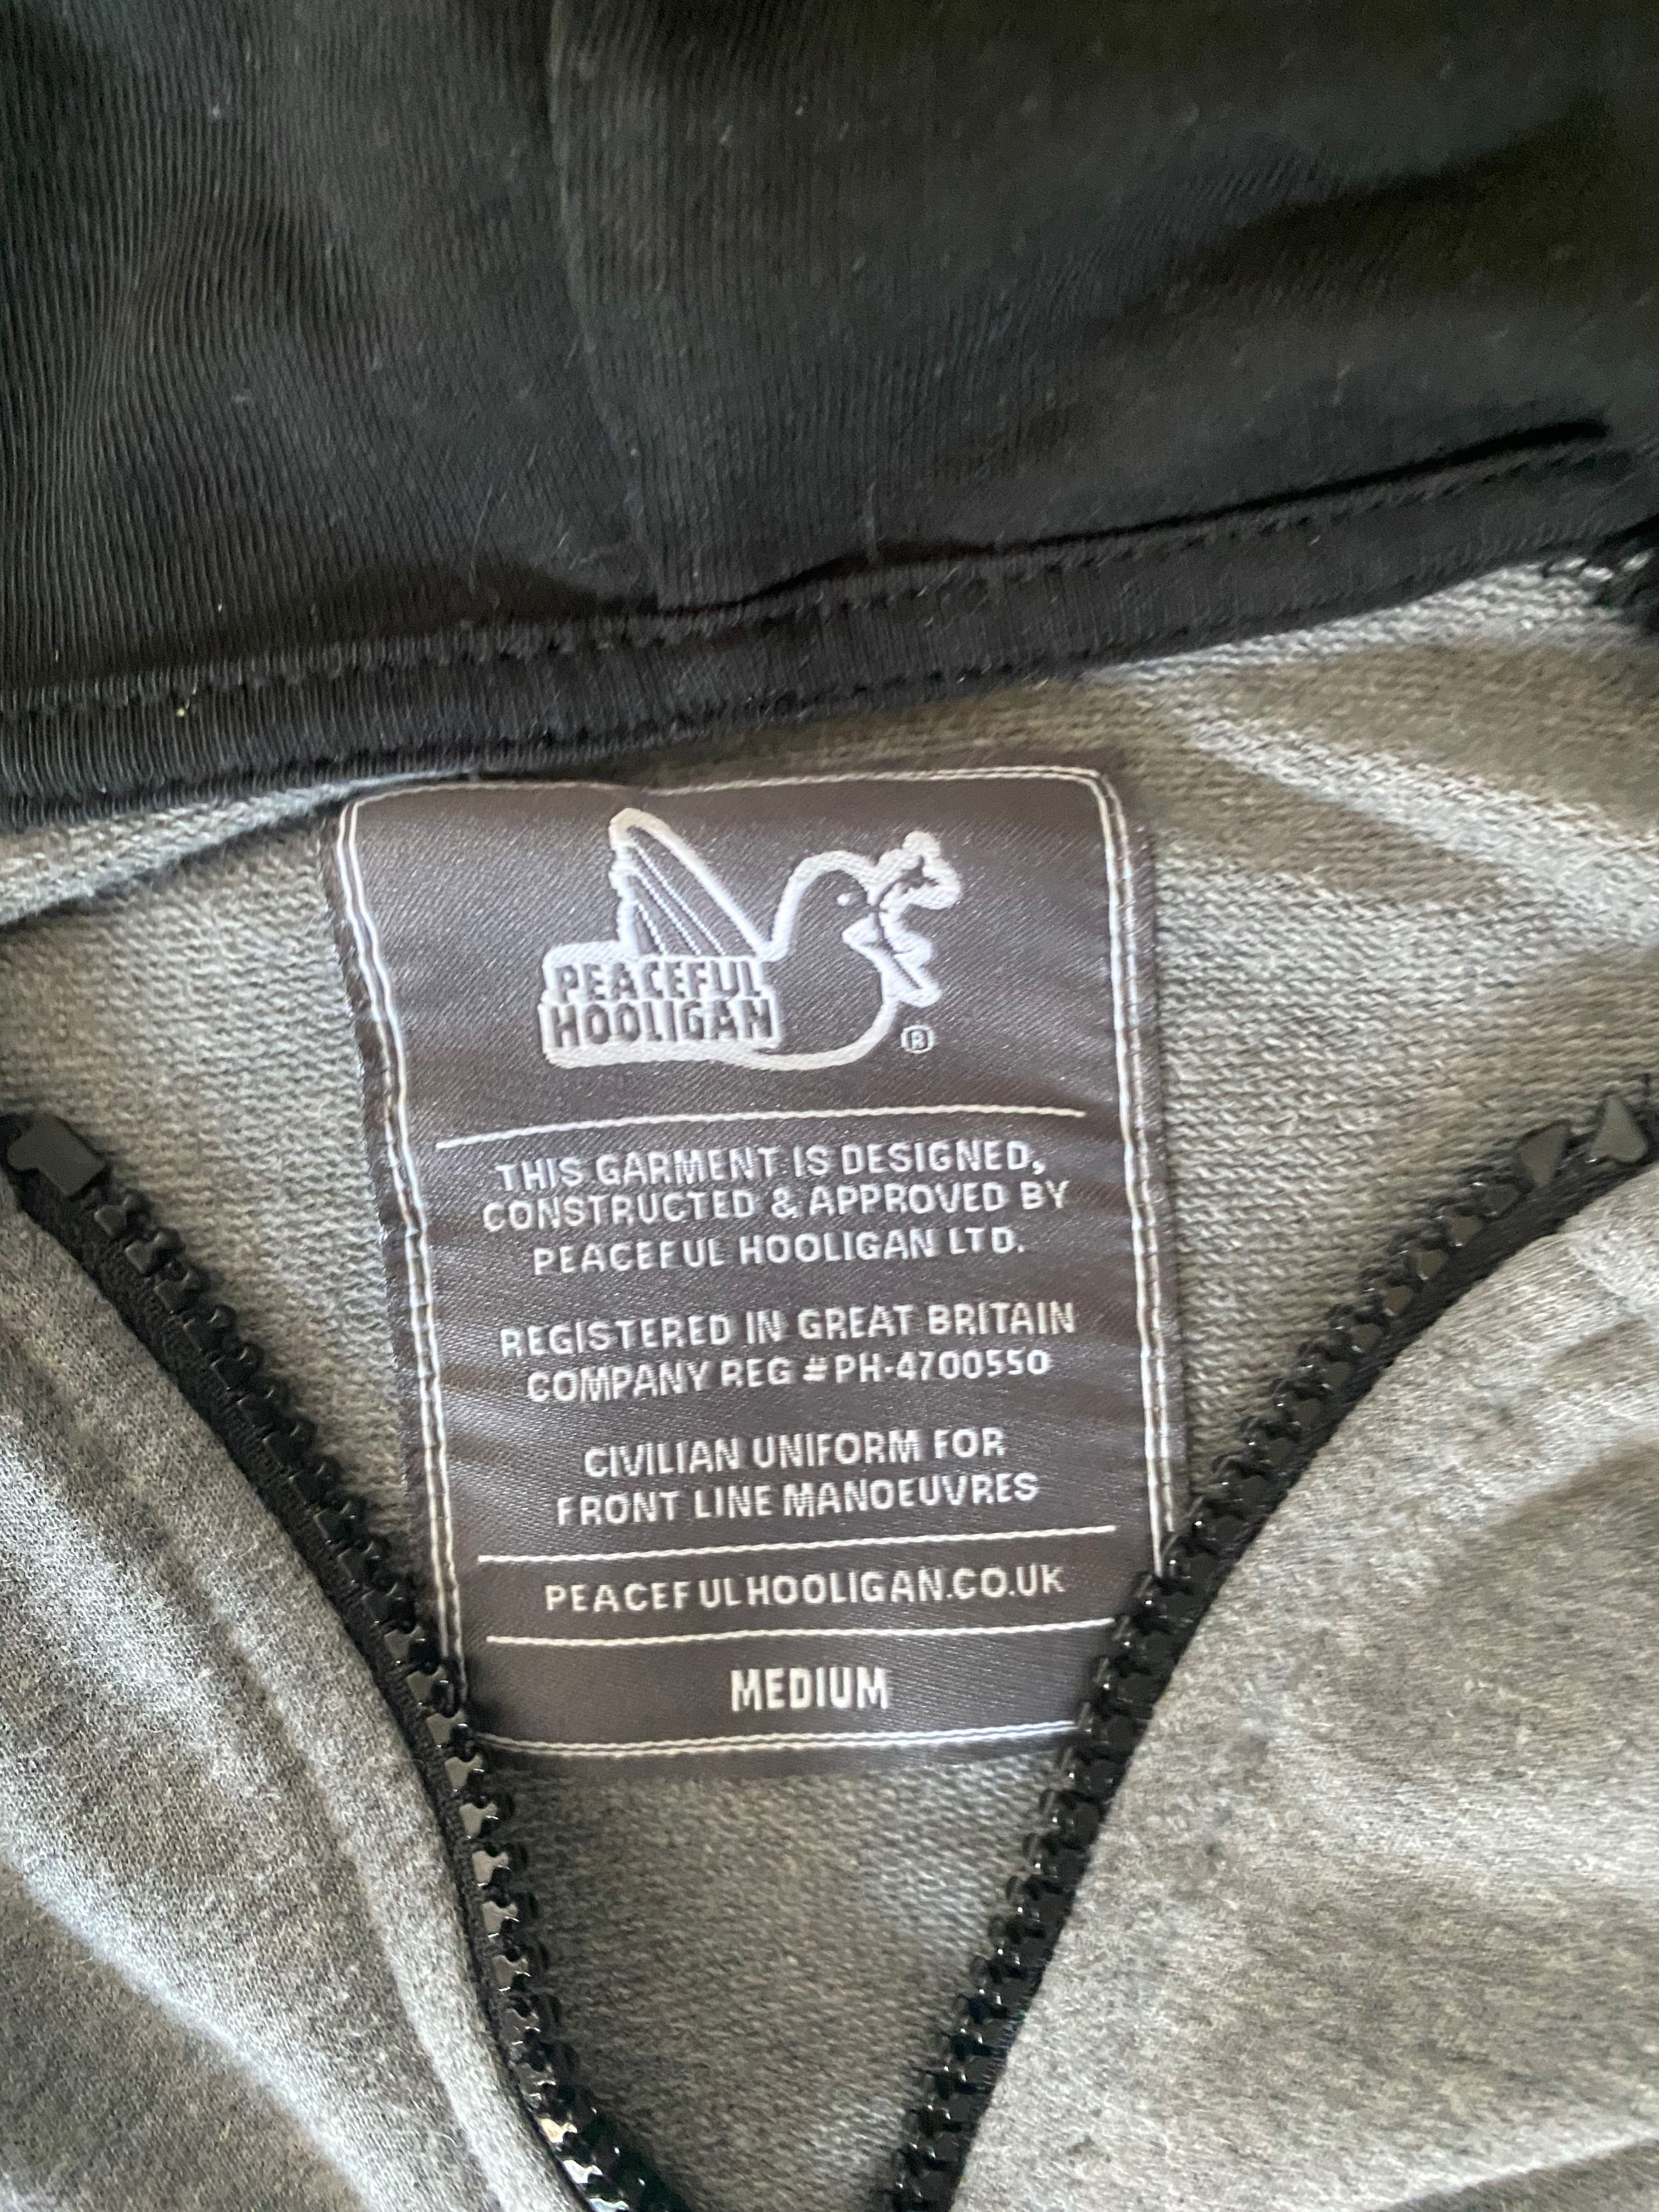 PEACEFUL
HOOLIGAN
®
THIS GARMENT IS DESIGNED,
CONSTRUCTED & APPROVED BY
PEACEFUL HOOLIGAN LTD.
REGISTERED IN GREAT BRITAIN
COMPANY REG #PH-4700550
CIVILIAN UNIFORM FOR
FRONT LINE MANOEUVRES
PEACEFULHOOLIGAN.CO.UK
MEDIUM